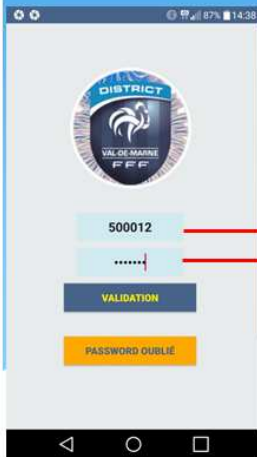 87% 14:38
DISTRICT
VAL-DE-MARNE
FFF
500012
•••••••
VALIDATION
PASSWORD OUBLIÉ